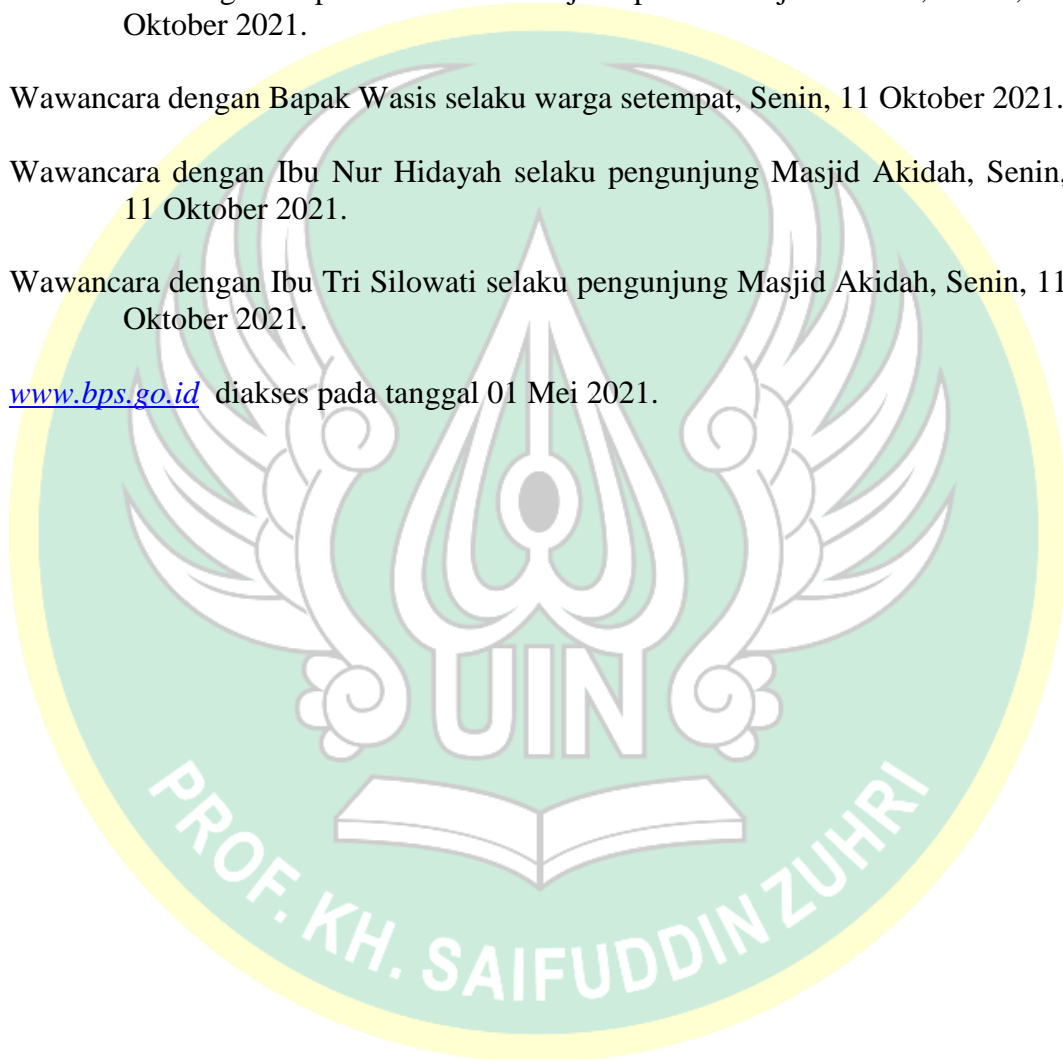 Oktober 2021.
Wawancara dengan Bapak Wasis selaku warga setempat, Senin, 11 Oktober 2021.
Wawancara dengan Ibu Nur Hidayah selaku pengunjung Masjid Akidah, Senin,
11 Oktober 2021.
Wawancara dengan Ibu Tri Silowati selaku pengunjung Masjid Akidah, Senin, 11
Oktober 2021.
www.bps.go.id diakses pada tanggal 01 Mei 2021.
UIN
PROF. KH. SAIFUDDIN ZUHRI